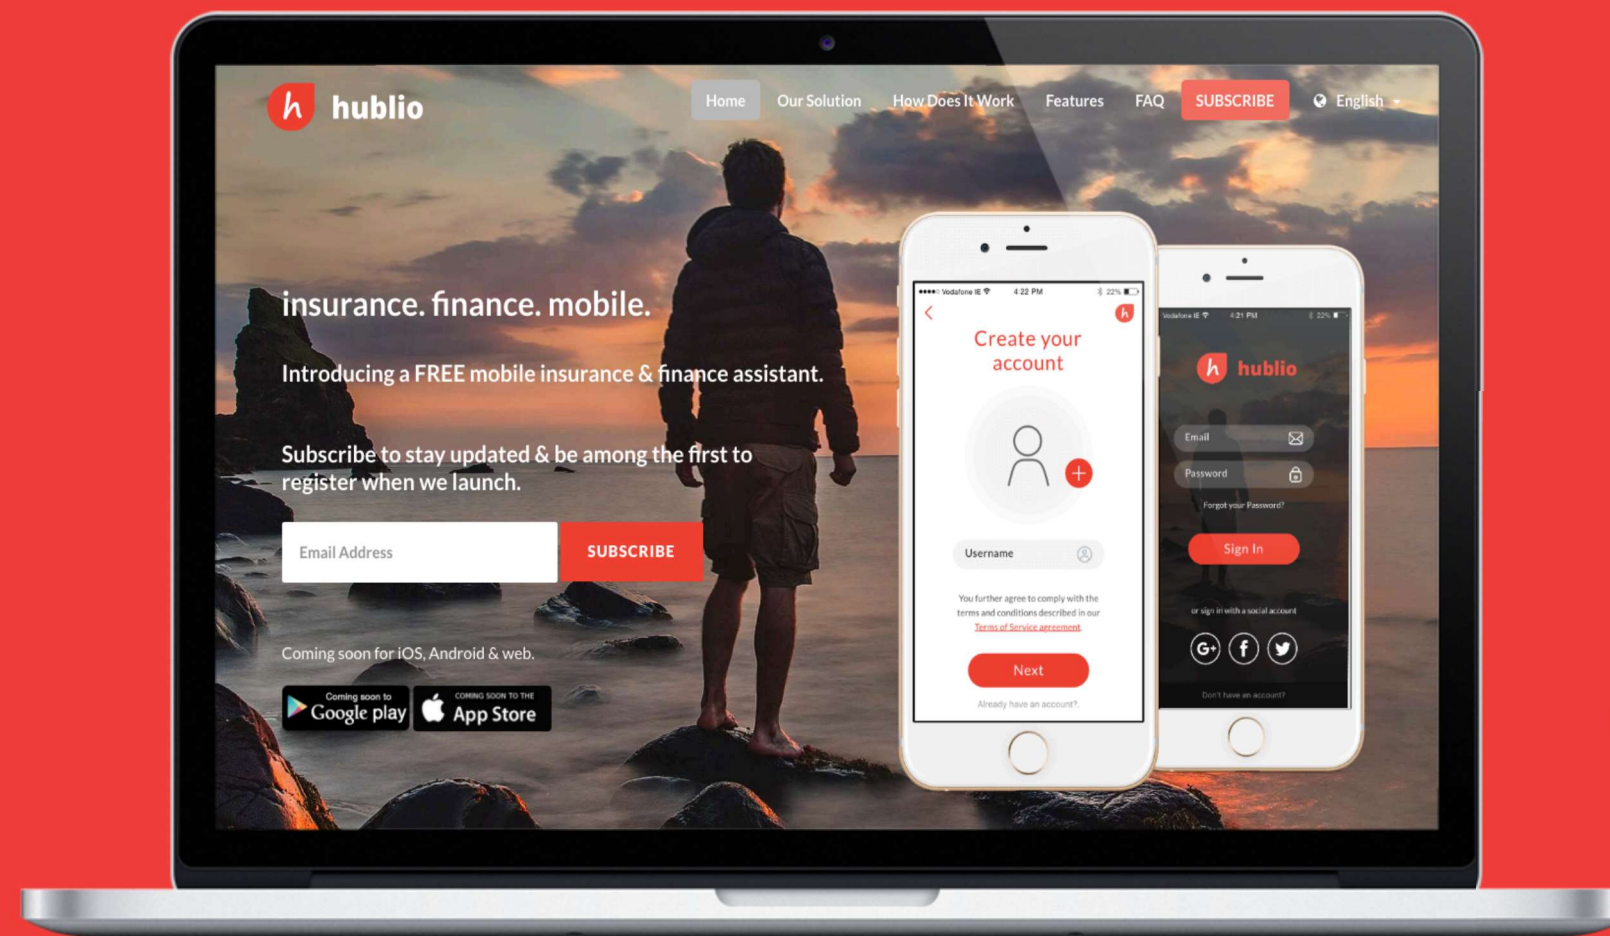 h hublio
Home Our Solution How Does It Work Features FAQ SUBSCRIBE English
insurance. finance. mobile.
Introducing a FREE mobile insurance & finance assistant.
Subscribe to stay updated & be among the first to
register when we launch.
Email Address SUBSCRIBE
Coming soon for iOS, Android & web.
Coming soon to
Google play
COMING SOON TO THE
App Store
Vodafone IE 4:22 PM 22%
h
Create your
account
Username
You further agree to comply with the
terms and conditions described in our
Terms of Service agreement.
Next
Already have an account?.
Vodafone IE 4:21 PM 22%
h hublio
Email
Password
Forgot your Password?
Sign In
or sign in with a social account
G+ f
Don't have an account?